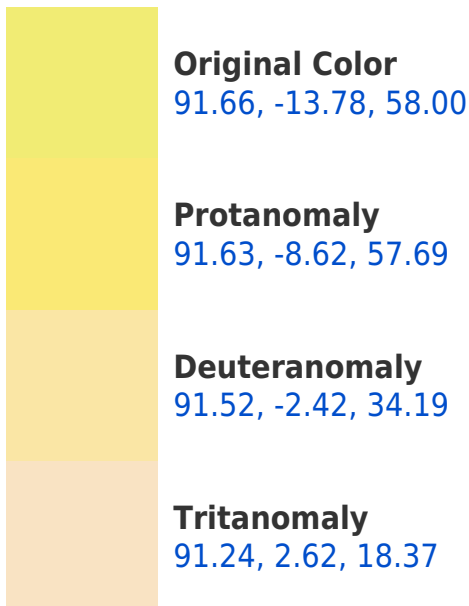 Original Color
91.66, -13.78, 58.00
Protanomaly
91.63, -8.62, 57.69
Deuteranomaly
91.52, -2.42, 34.19
Tritanomaly
91.24, 2.62, 18.37